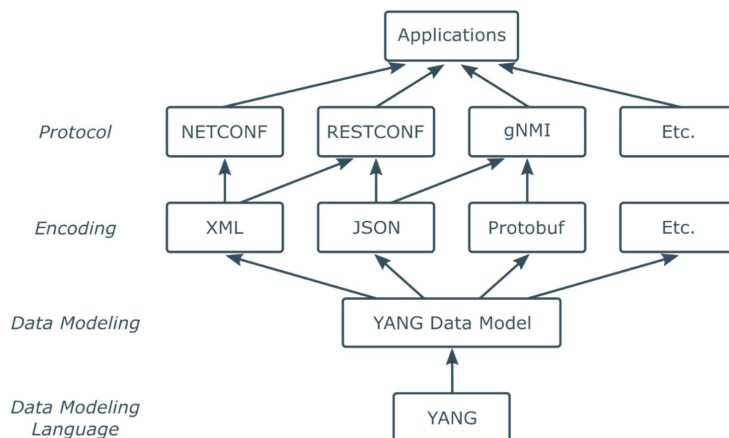 Applications
Protocol
NETCONF
RESTCONF
gNMI
Etc.
Encoding
XML
JSON
Protobuf
Etc.
Data Modeling
YANG Data Model
Data Modeling
Language
YANG